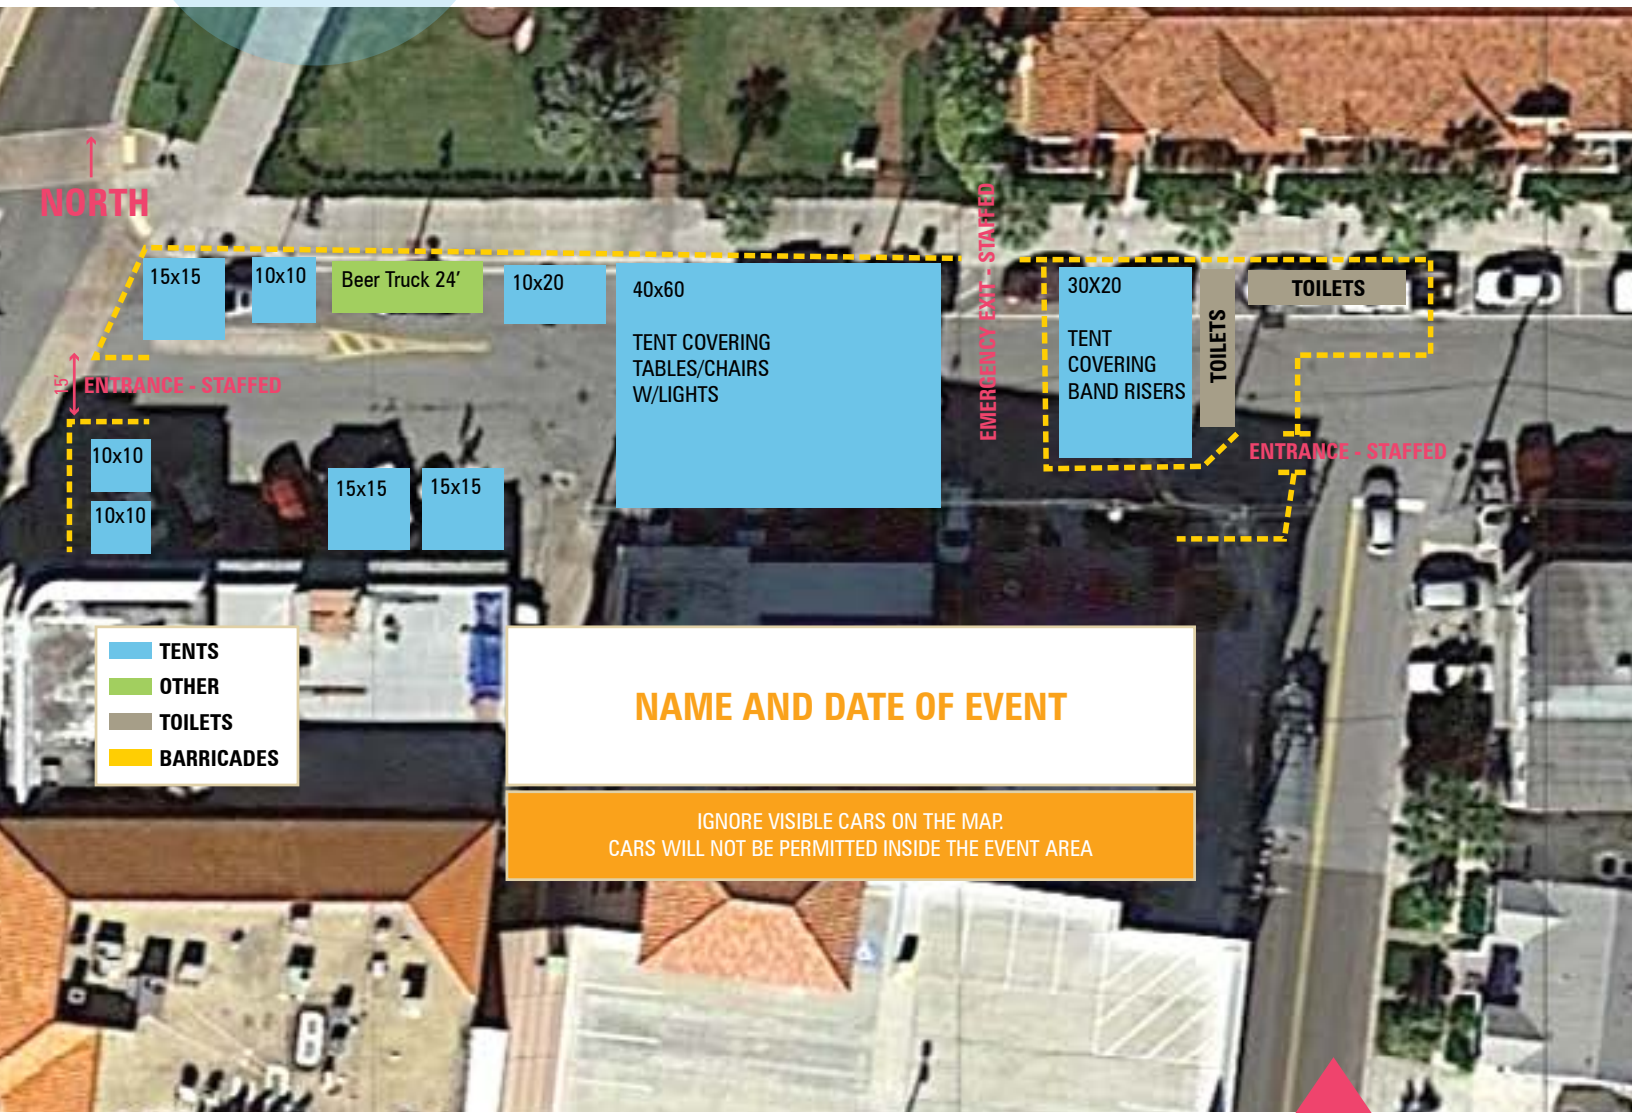 NORTH
15x15
10x10
Beer Truck 24’
10x20
40x60
TENT COVERING
TABLES/CHAIRS
W/LIGHTS
EMERGENCY EXIT - STAFFED
30X20
TENT
COVERING
BAND RISERS
TOILETS
TOILETS
15’
ENTRANCE - STAFFED
10x10
10x10
15x15
15x15
ENTRANCE - STAFFED
TENTS
OTHER
TOILETS
BARRICADES
NAME AND DATE OF EVENT
IGNORE VISIBLE CARS ON THE MAP.
CARS WILL NOT BE PERMITTED INSIDE THE EVENT AREA